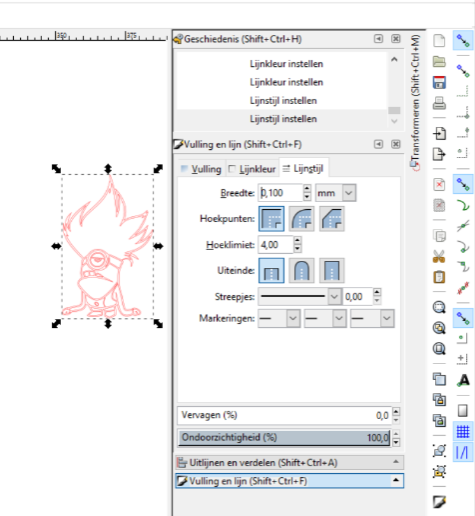 350 375
Geschiedenis (Shift+Ctrl+H)
Lijnkleur instellen
Lijnkleur instellen
Lijnstijl instellen
Lijnstijl instellen
Transformeren (Shift+Ctrl+M)
Vulling en lijn (Shift+Ctrl+F)
Vulling Lijnkleur Lijnstijl
Breedte: 0,100 mm
Hoekpunten:
Hoeklimiet: 4,00
Uiteinde:
Streepjes: 0,00
Markeringen:
Vervagen (%) 0,0
Ondoorzichtigheid (%) 100,0
Uitlijnen en verdelen (Shift+Ctrl+A)
Vulling en lijn (Shift+Ctrl+F)